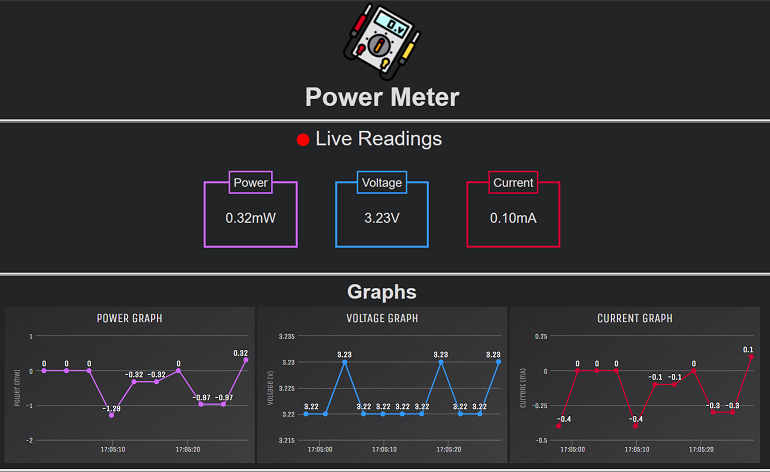 0.V
Power Meter
Live Readings
Power
0.32mW
Voltage
3.23V
Current
0.10mA
Graphs
POWER GRAPH
POWER (MW)
1
0
-1
-2
0 0 0 -1.29 -0.32 -0.32 0 -0.97 -0.97 0.32
17:05:10 17:05:20
VOLTAGE GRAPH
VOLTAGE (V)
3.235
3.23
3.225
3.22
3.215
3.22 3.23 3.22 3.22 3.22 3.22 3.23 3.22 3.22 3.23
17:05:00 17:05:10 17:05:20
CURRENT GRAPH
CURRENT (MA)
0.25
0
-0.25
-0.5
-0.4 0 0 0 -0.4 -0.1 -0.1 0 -0.3 -0.3 0.1
17:05:00 17:05:10 17:05:20